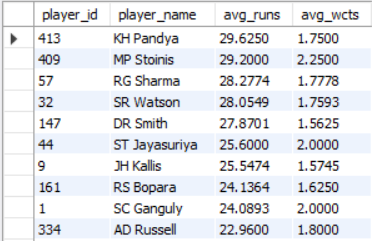 player_id player_name avg_runs avg_wcts
413 KH Pandya 29.6250 1.7500
409 MP Stoinis 29.2000 2.2500
57 RG Sharma 28.2774 1.7778
32 SR Watson 28.0549 1.7593
147 DR Smith 27.8701 1.5625
44 ST Jayasuriya 25.6000 2.0000
9 JH Kallis 25.5474 1.5745
161 RS Bopara 24.1364 1.6250
1 SC Ganguly 24.0893 2.0000
334 AD Russell 22.9600 1.8000